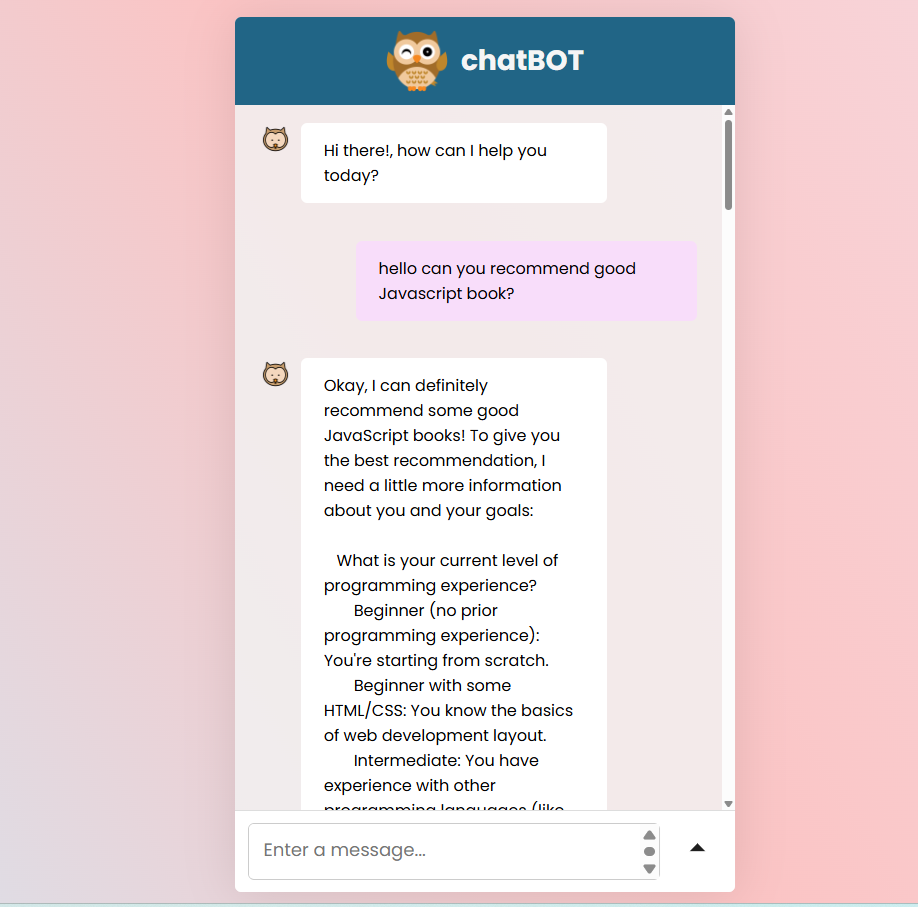 chatBOT
Hi there!, how can I help you
today?
hello can you recommend good
Javascript book?
Okay, I can definitely
recommend some good
JavaScript books! To give you
the best recommendation, I
need a little more information
about you and your goals:
What is your current level of
programming experience?
Beginner (no prior
programming experience):
You're starting from scratch.
Beginner with some
HTML/CSS: You know the basics
of web development layout.
Intermediate: You have
experience with other
programming languages (like
Enter a message...